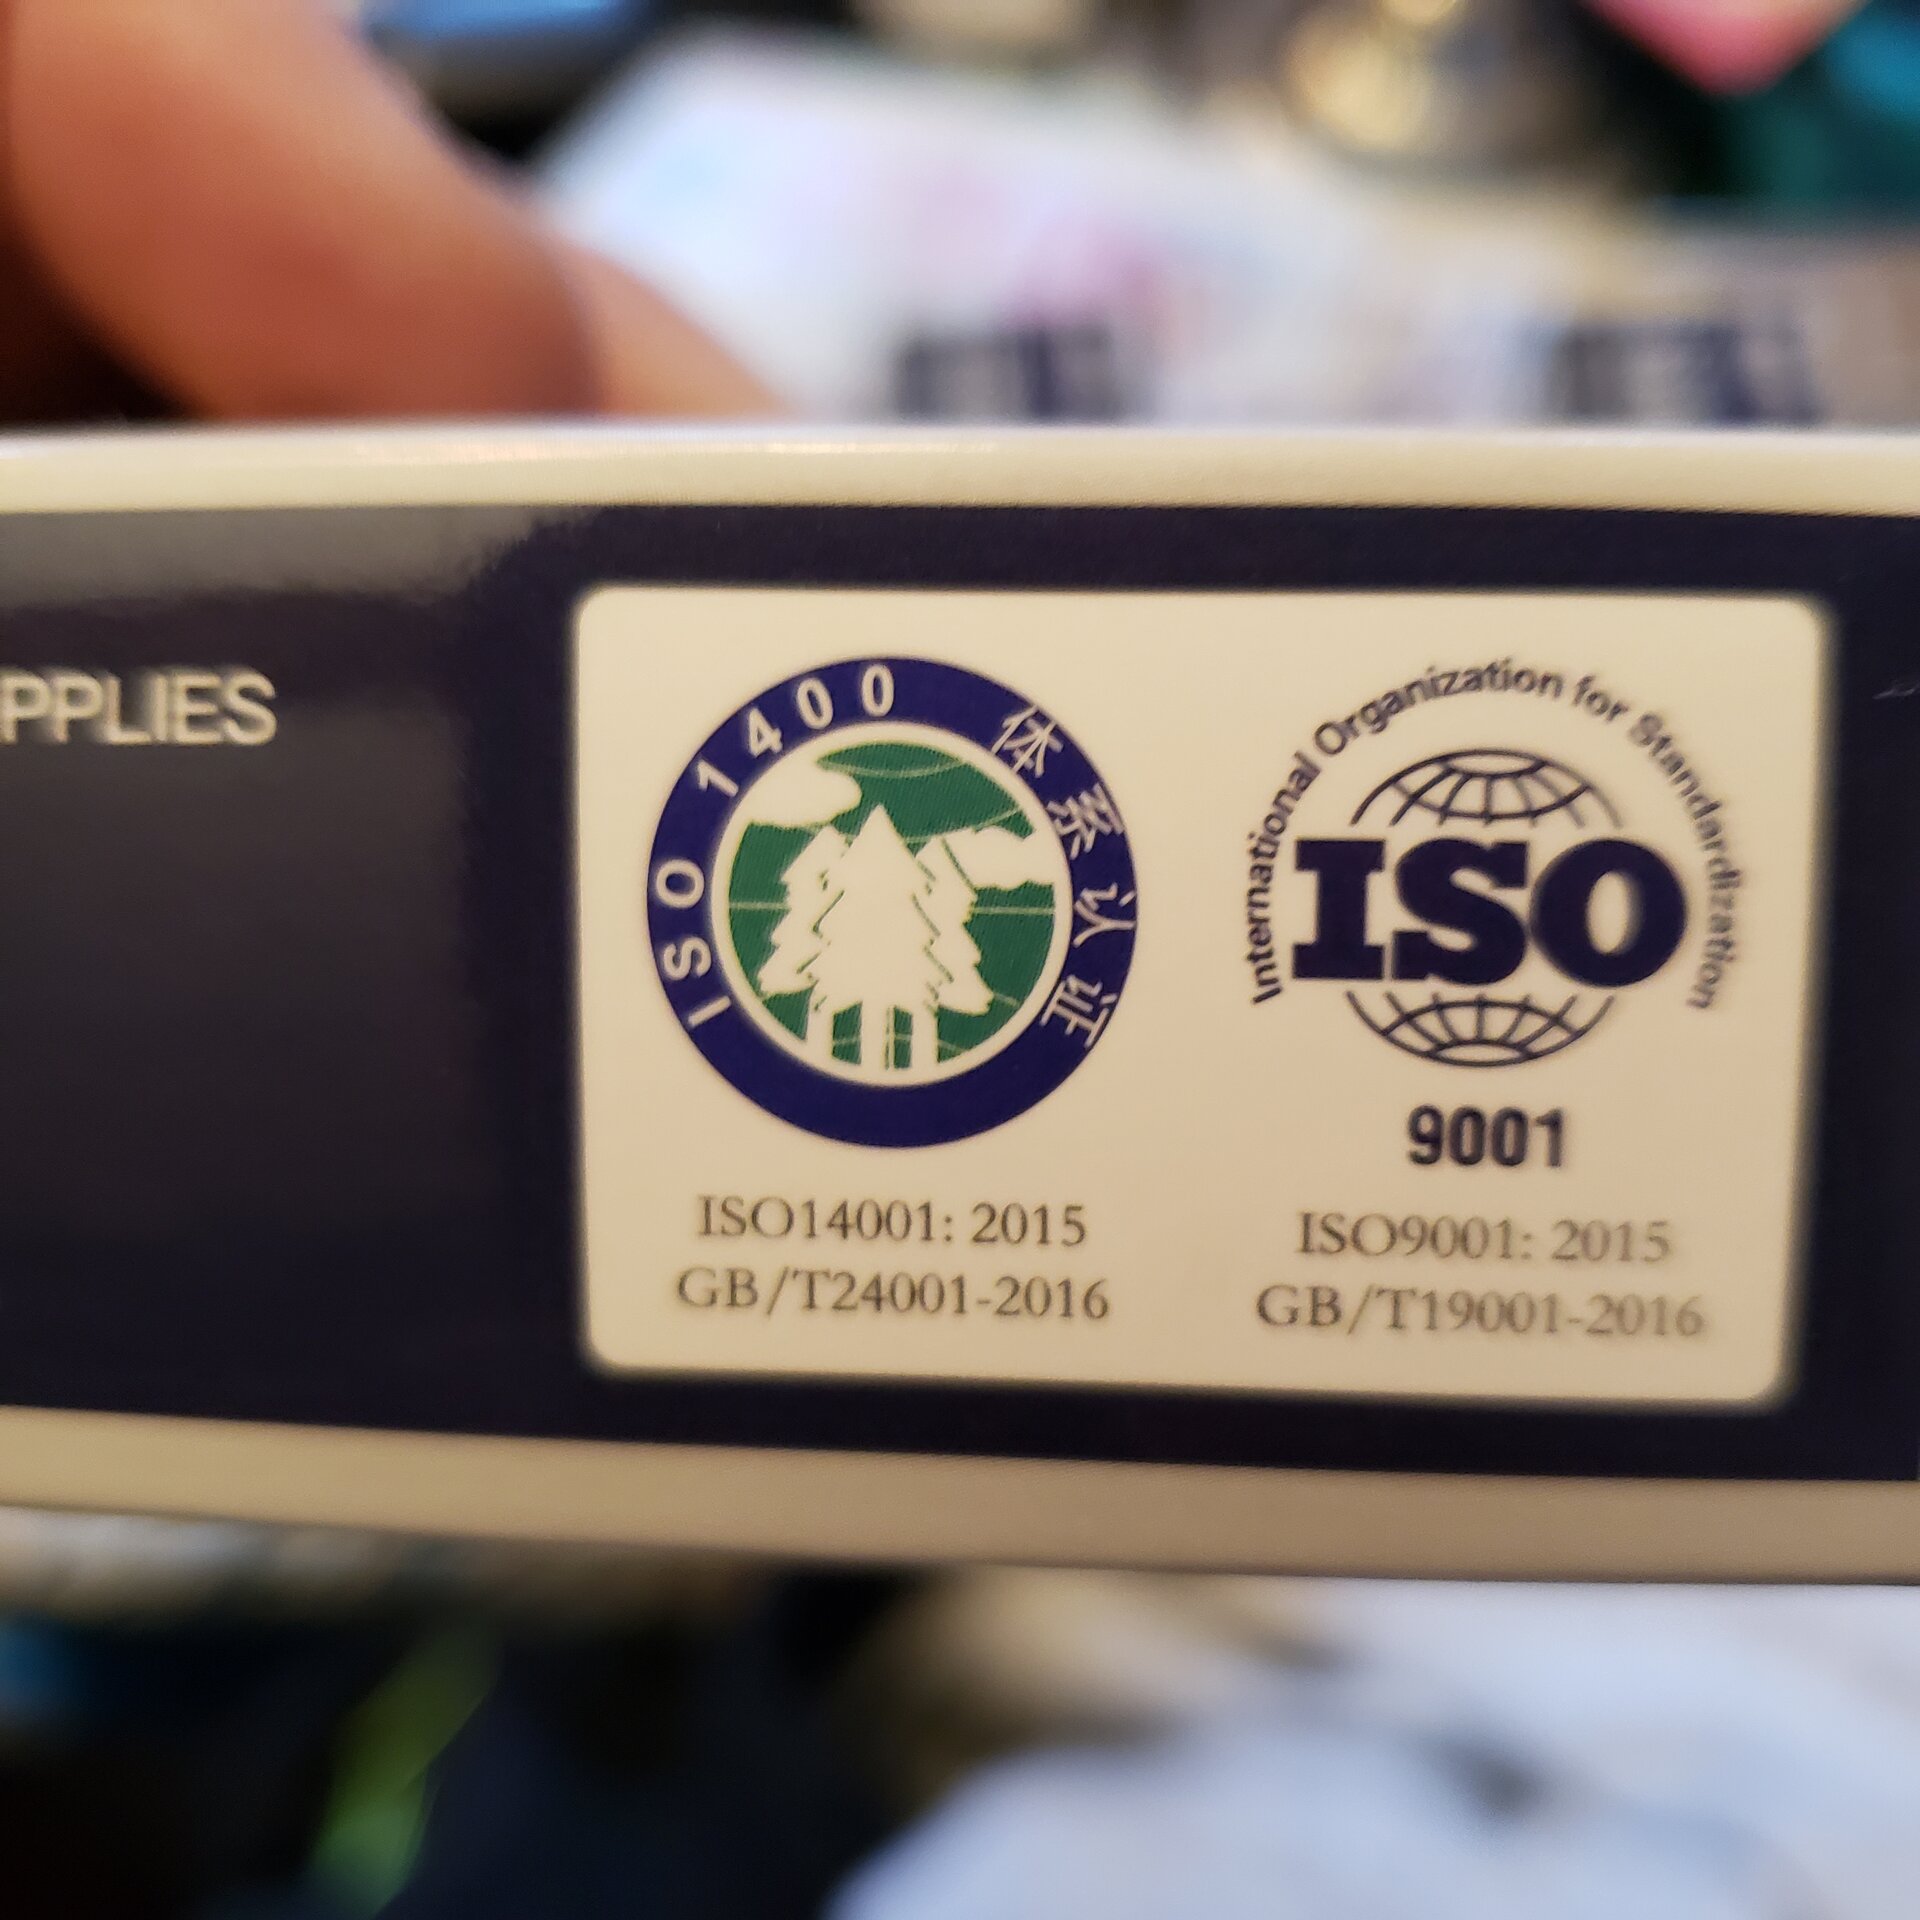 PPLIES
ISO 1400 体系认证
International Organization for Standardization
ISO
9001
ISO14001: 2015
GB/T24001-2016
ISO9001: 2015
GB/T19001-2016